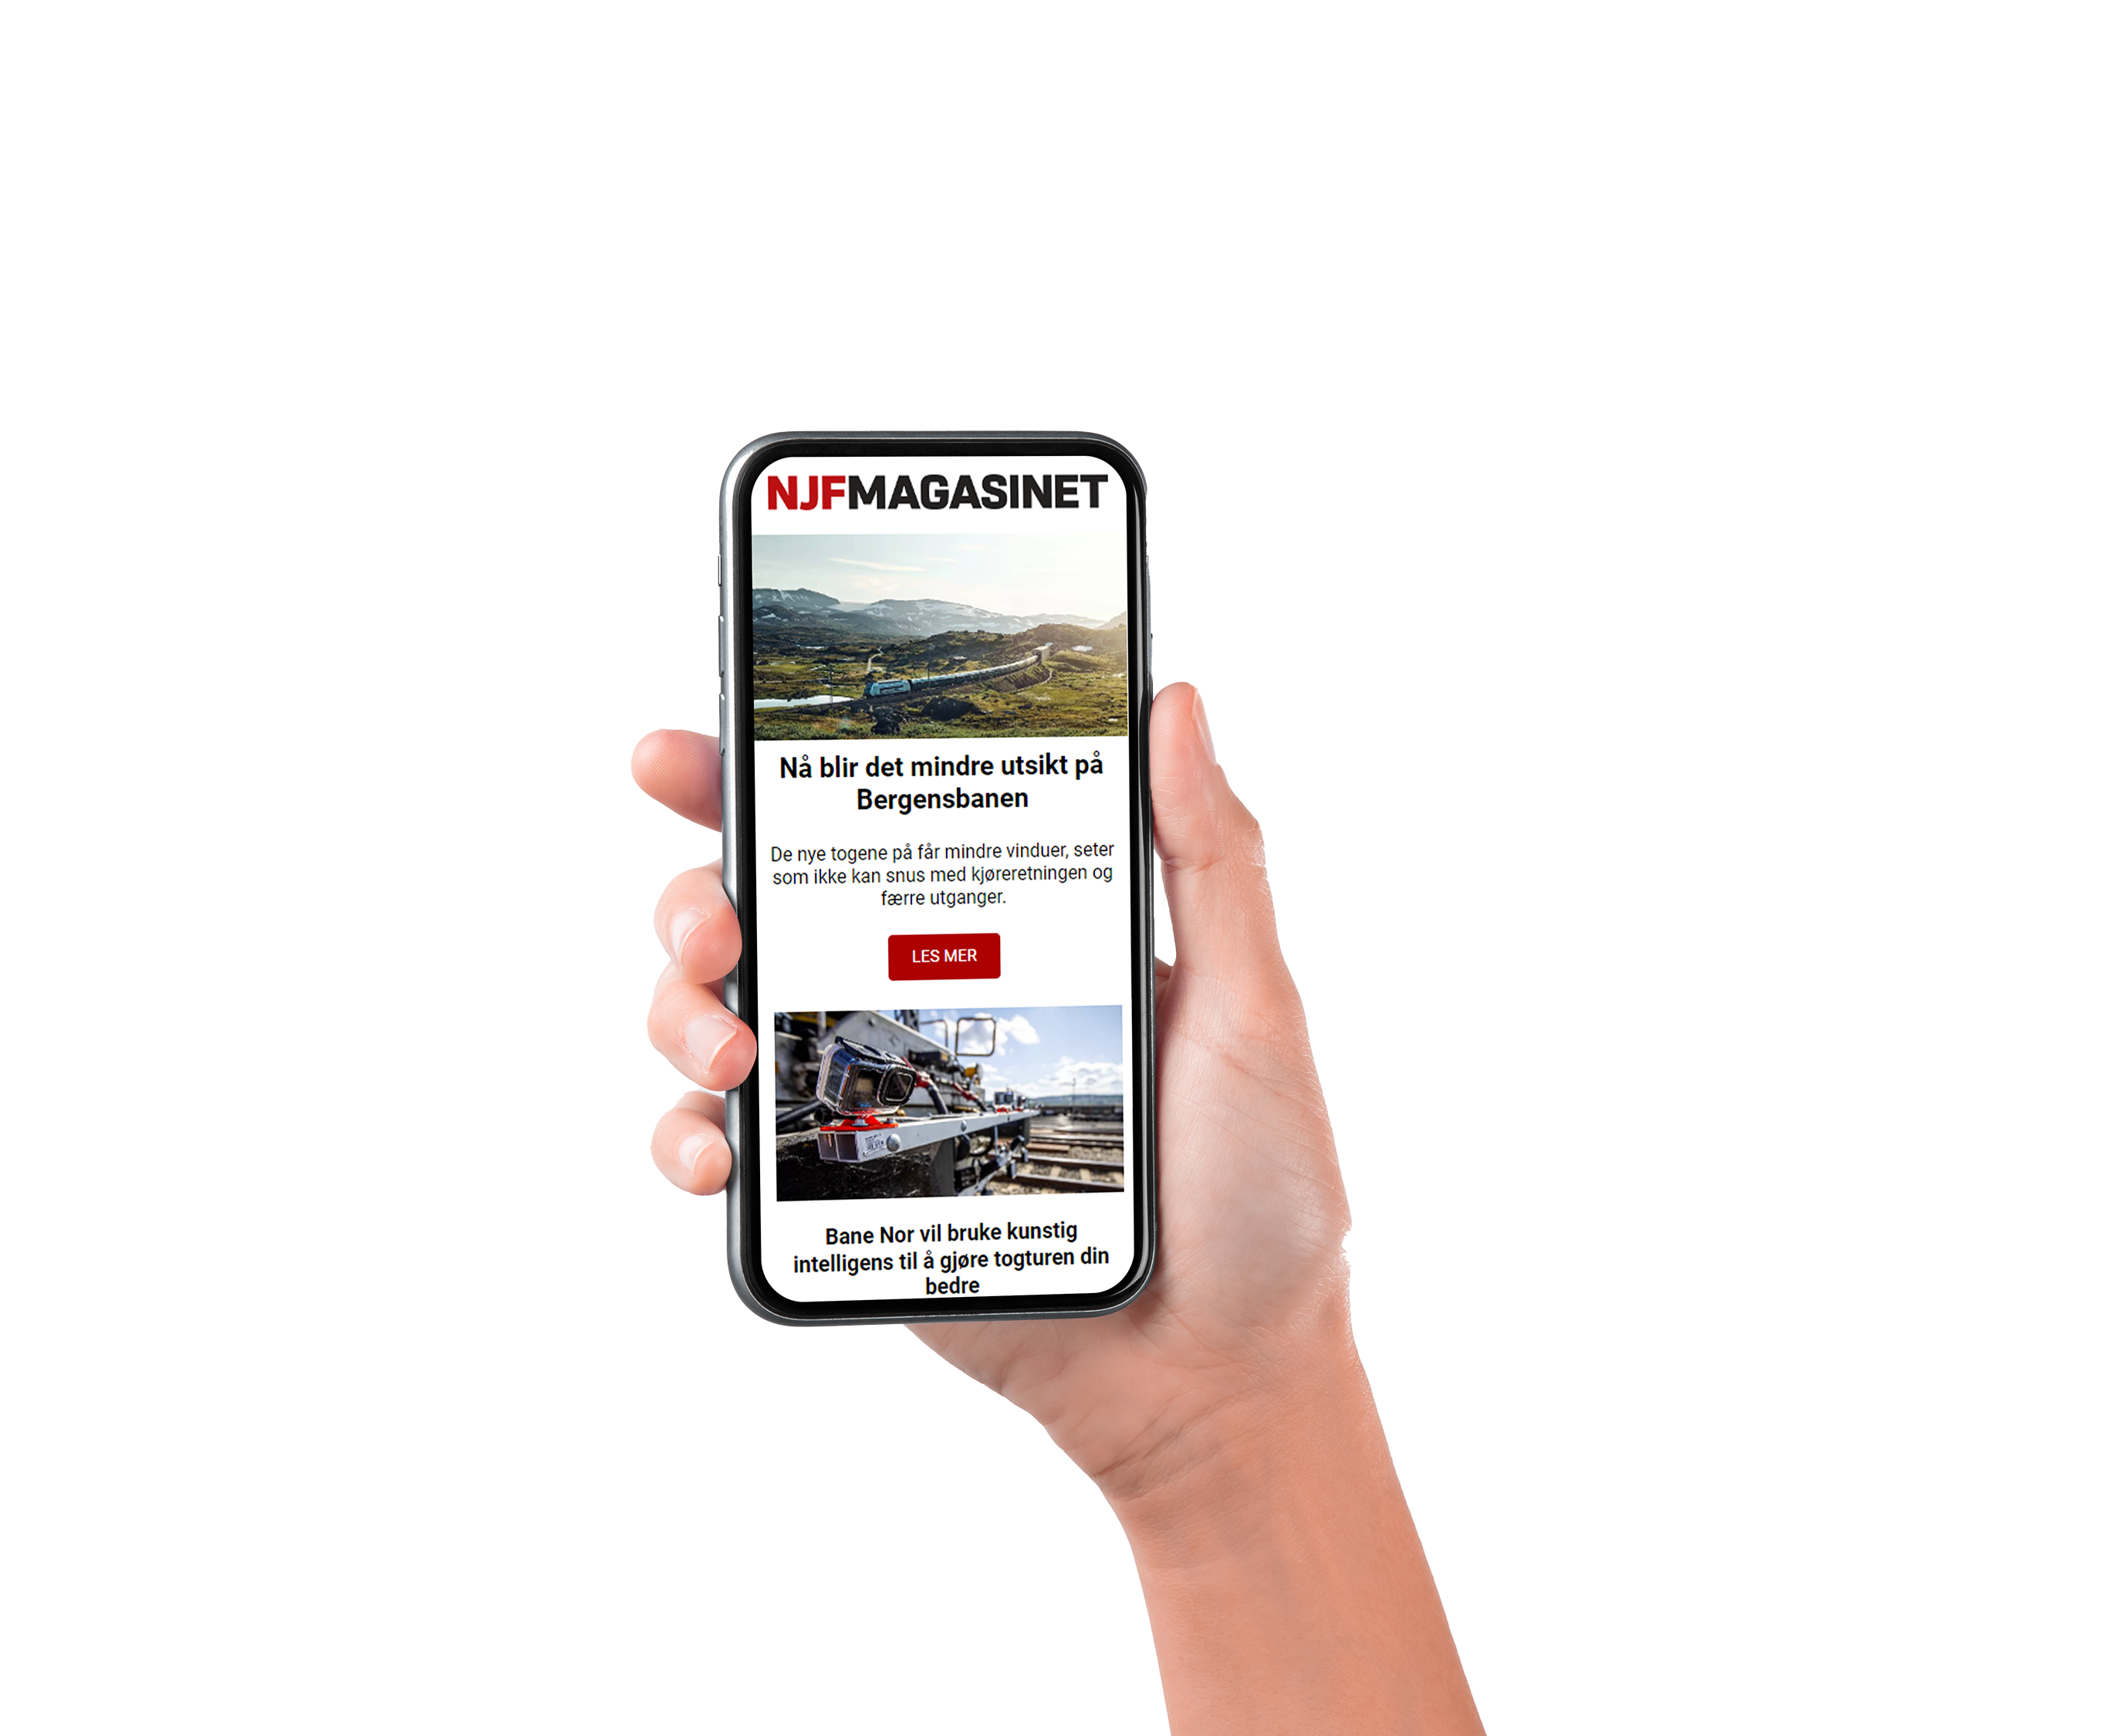 NJFMAGASINET
Nå blir det mindre utsikt på
Bergensbanen
De nye togene på får mindre vinduer, seter
som ikke kan snus med kjøreretningen og
færre utganger.
LES MER
Bane Nor vil bruke kunstig
intelligens til å gjøre togturen din
bedre